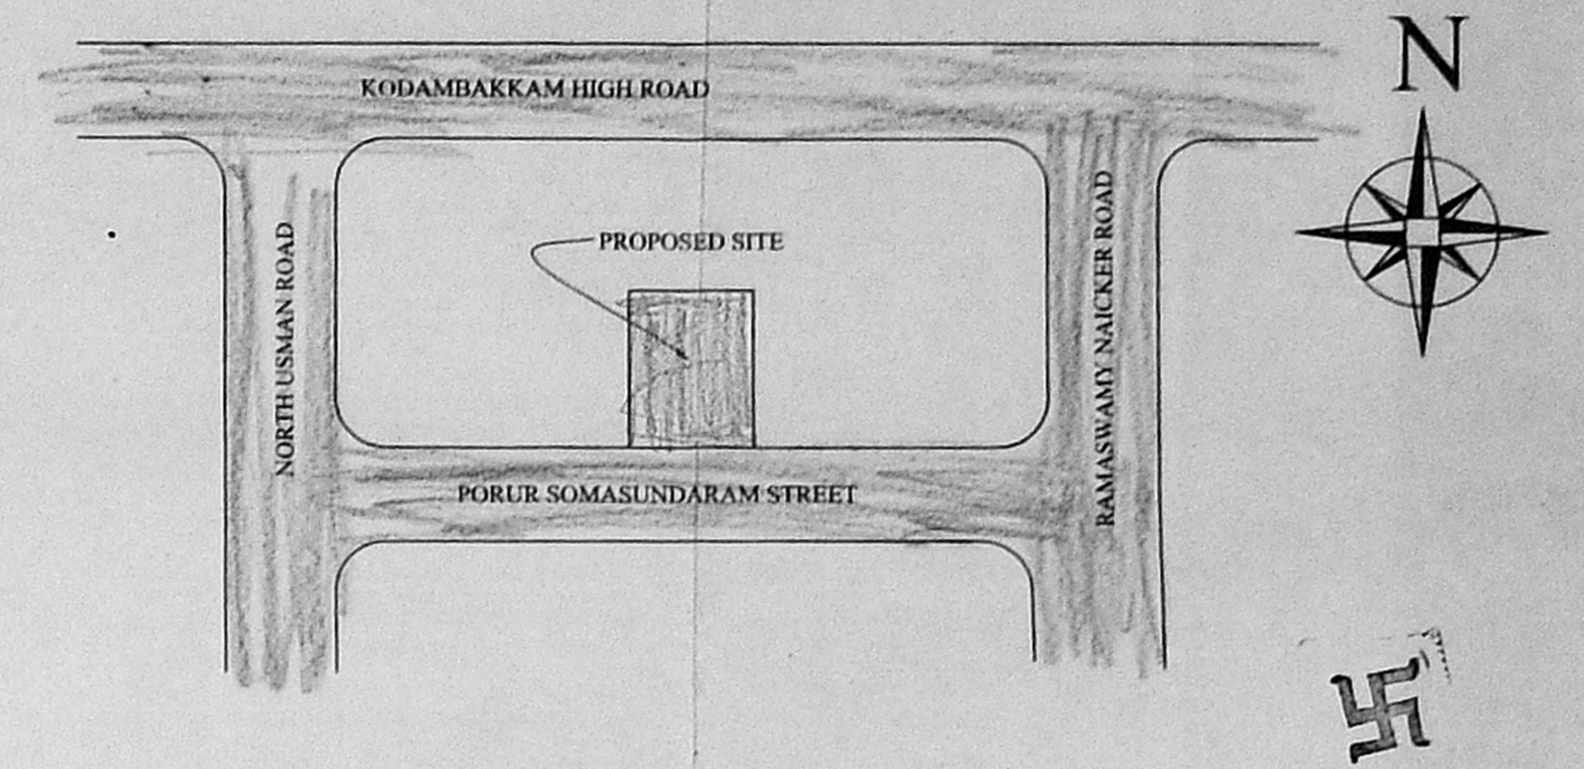 N
KODAMBAKKAM HIGH ROAD
PROPOSED SITE
NORTH USMAN ROAD
RAMASWAMY NAICKER ROAD
PORUR SOMASUNDARAM STREET